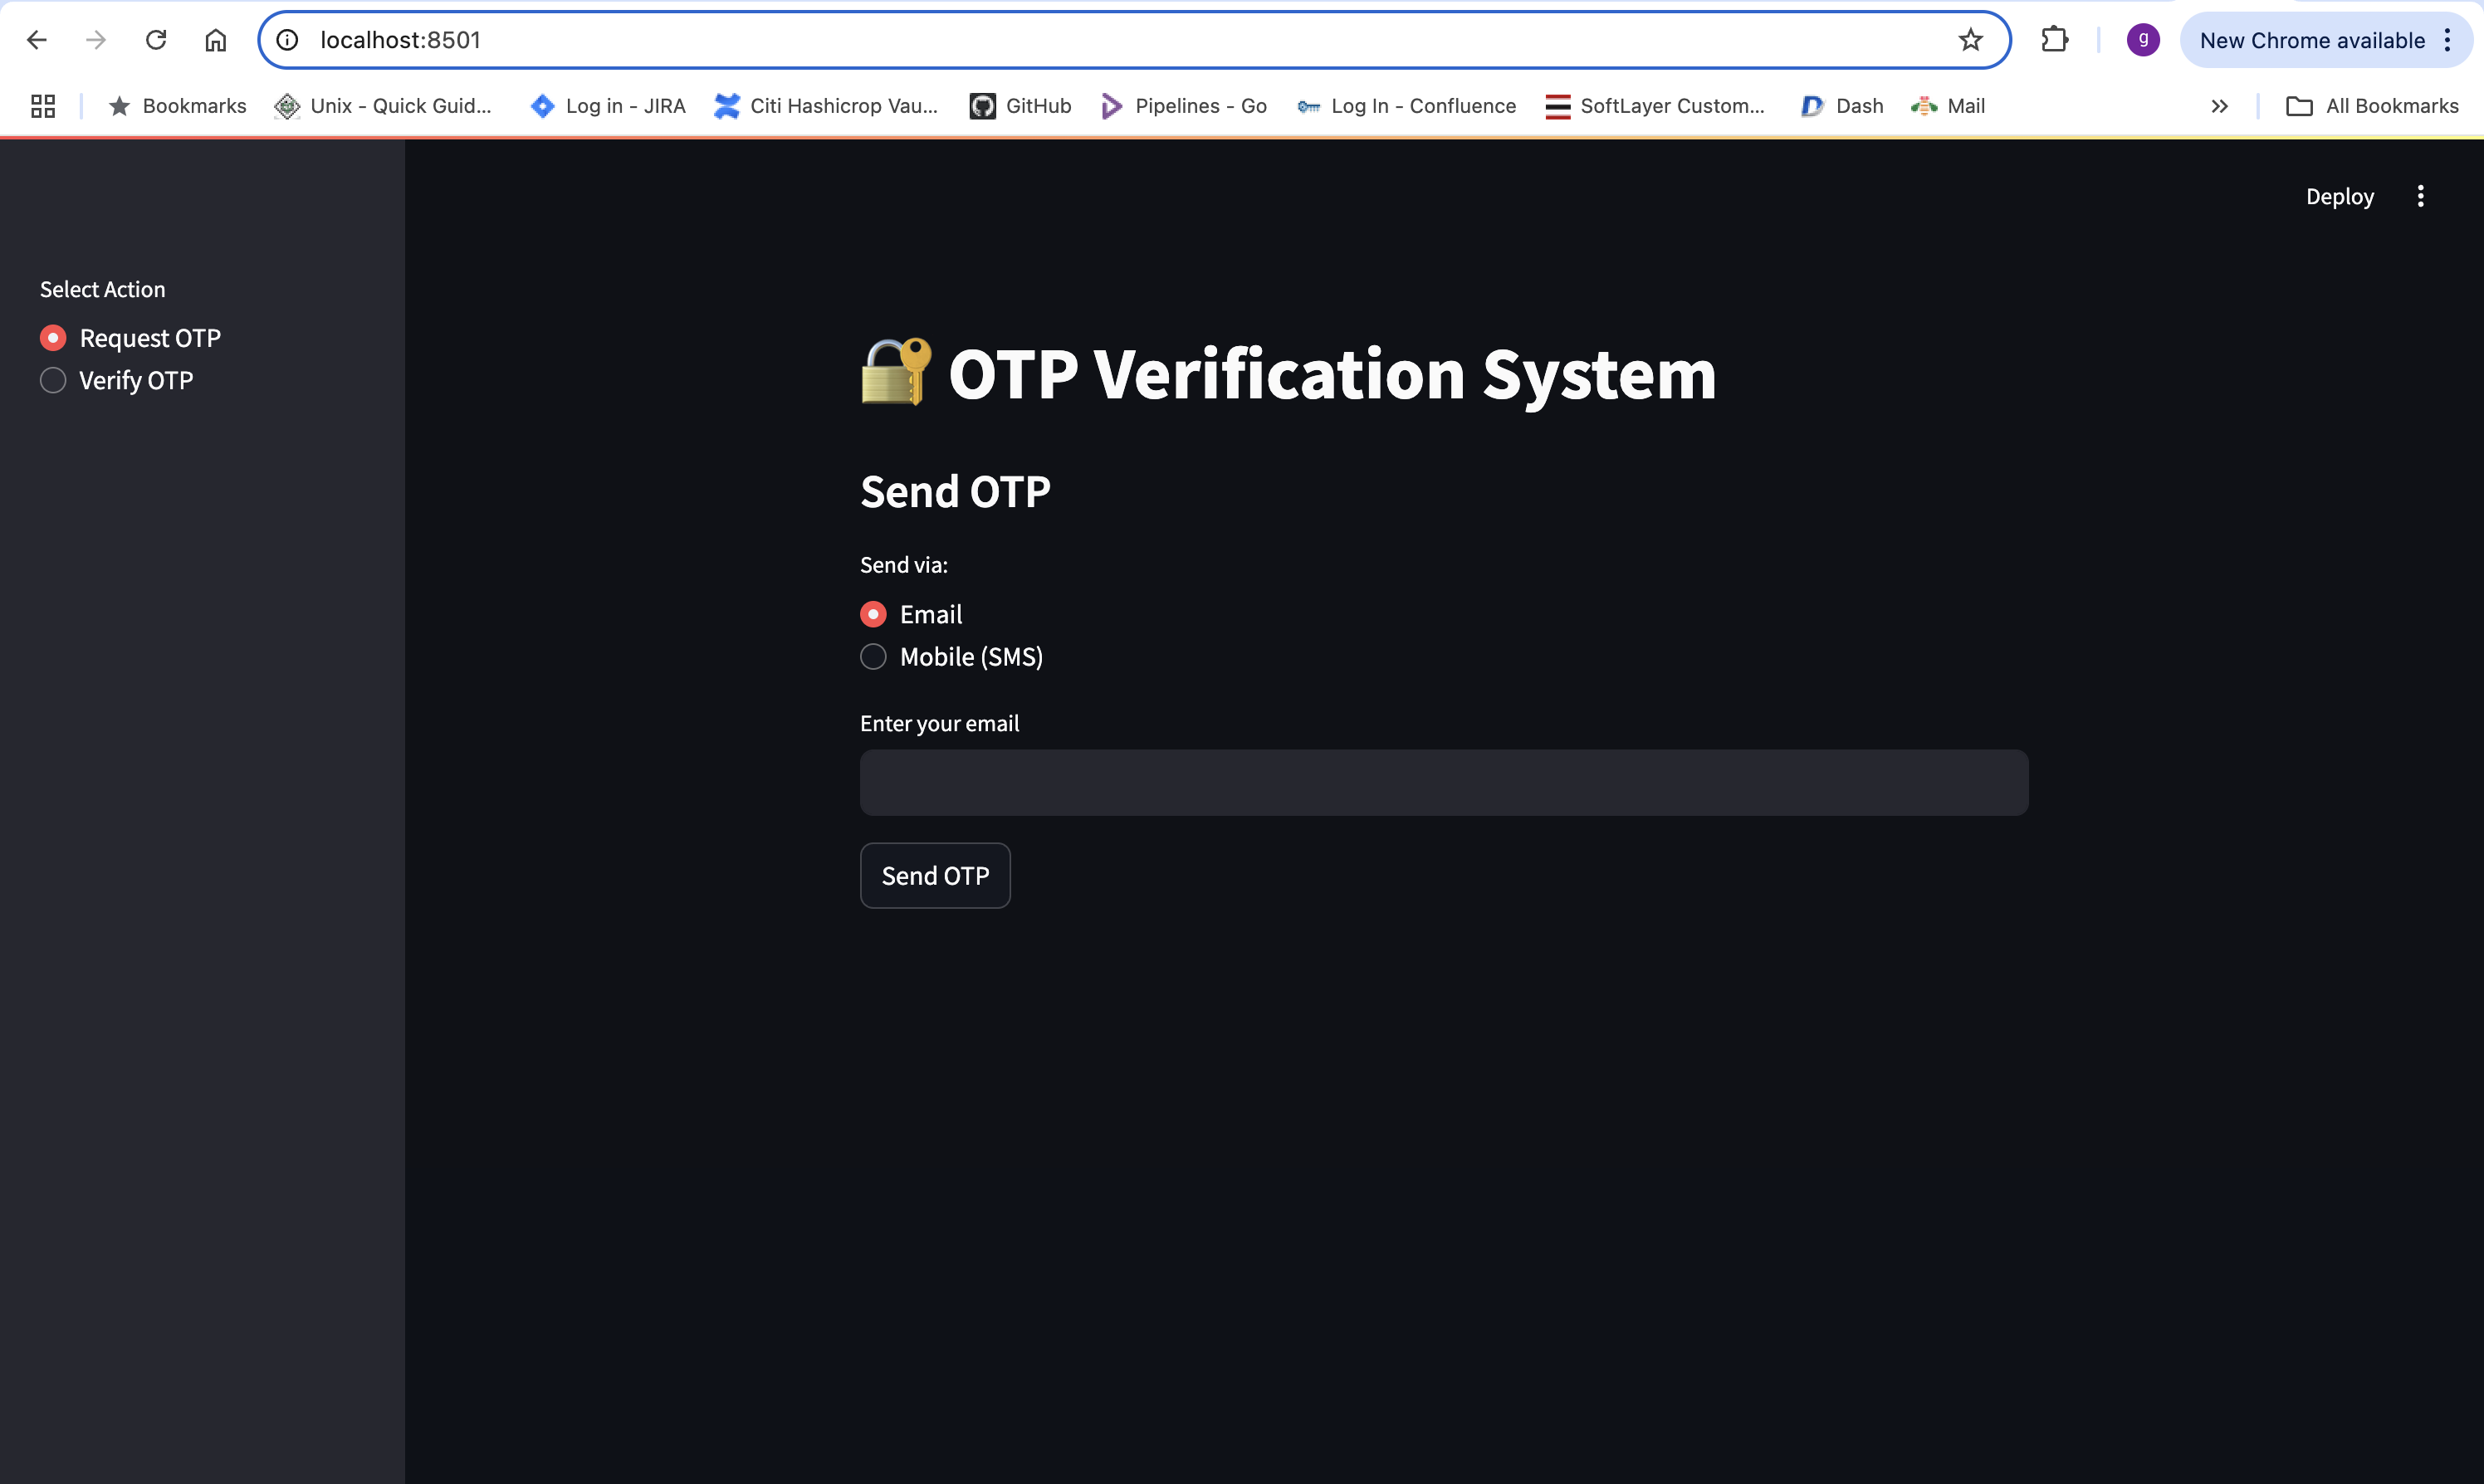 localhost:8501
g
New Chrome available
Bookmarks
Unix - Quick Guid...
Log in - JIRA
Citi Hashicrop Vau...
GitHub
Pipelines - Go
Log In - Confluence
SoftLayer Custom...
Dash
Mail
All Bookmarks
Deploy
Select Action
Request OTP
Verify OTP
OTP Verification System
Send OTP
Send via:
Email
Mobile (SMS)
Enter your email
Send OTP